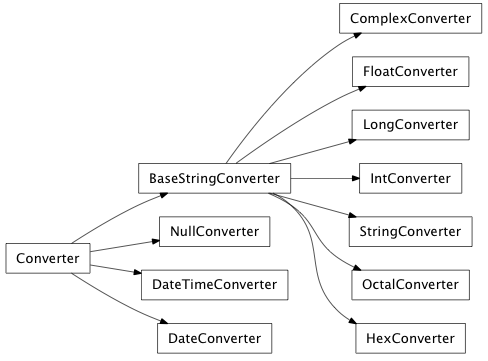 ComplexConverter
FloatConverter
LongConverter
BaseStringConverter
IntConverter
NullConverter
StringConverter
Converter
DateTimeConverter
OctalConverter
DateConverter
HexConverter